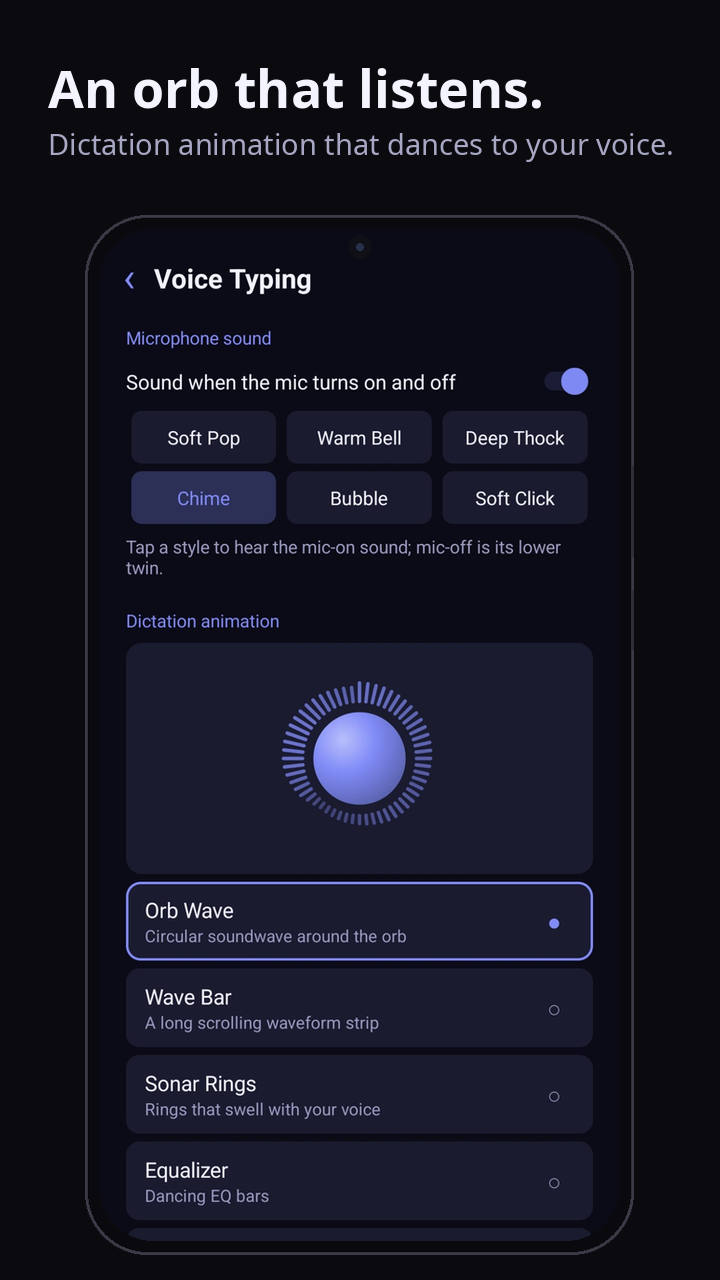 An orb that listens.
Dictation animation that dances to your voice.
Voice Typing
Microphone sound
Sound when the mic turns on and off
Soft Pop
Warm Bell
Deep Thock
Chime
Bubble
Soft Click
Tap a style to hear the mic-on sound; mic-off is its lower
twin.
Dictation animation
Orb Wave
Circular soundwave around the orb
Wave Bar
A long scrolling waveform strip
Sonar Rings
Rings that swell with your voice
Equalizer
Dancing EQ bars